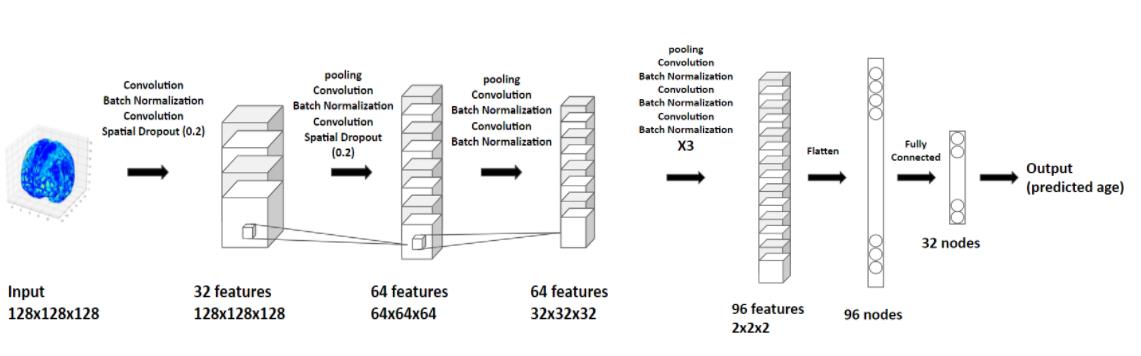 Convolution
Batch Normalization
Convolution
Spatial Dropout (0.2)
pooling
Convolution
Batch Normalization
Convolution
Spatial Dropout
(0.2)
pooling
Convolution
Batch Normalization
Convolution
Batch Normalization
pooling
Convolution
Batch Normalization
Convolution
Batch Normalization
Convolution
Batch Normalization
X3
Flatten
Fully
Connected
Output
(predicted age)
32 nodes
Input
128x128x128
32 features
128x128x128
64 features
64x64x64
64 features
32x32x32
96 features
2x2x2
96 nodes